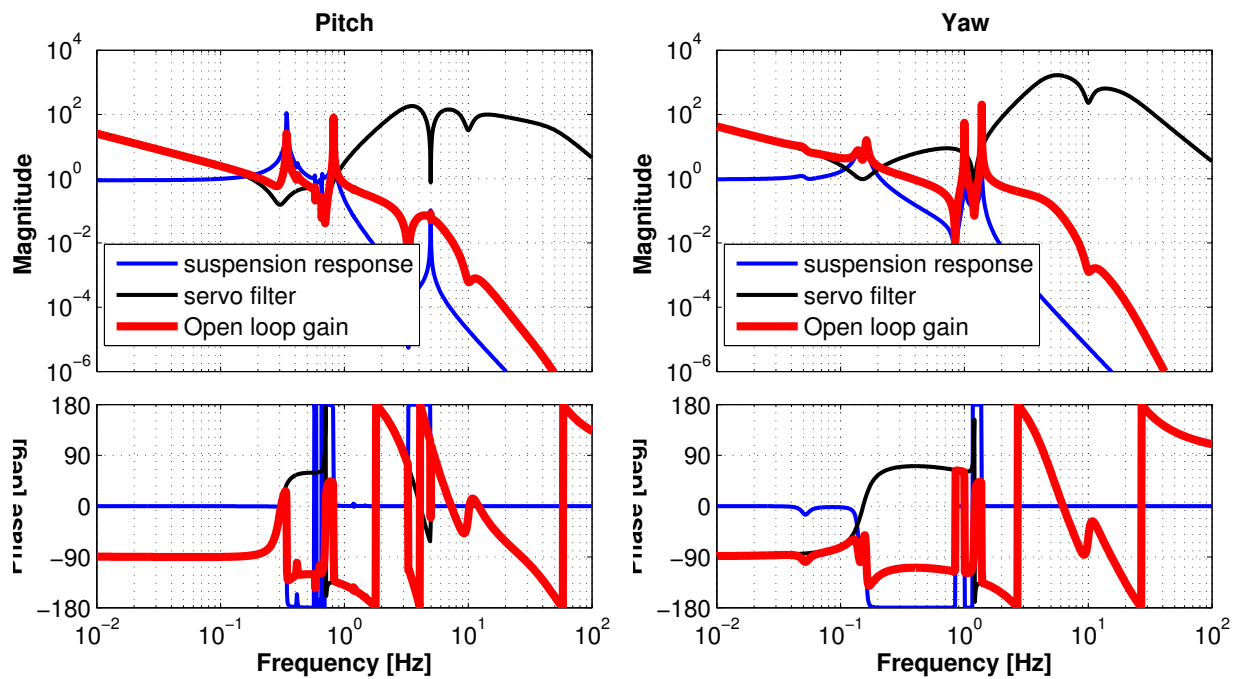 Pitch
Yaw
10^4
10^2
10^0
10^−2
10^−4
10^−6
Magnitude
suspension response
servo filter
Open loop gain
10^4
10^2
10^0
10^−2
10^−4
10^−6
Magnitude
suspension response
servo filter
Open loop gain
180
90
0
−90
−180
Phase [deg]
10^−2
10^−1
10^0
10^1
10^2
Frequency [Hz]
180
90
0
−90
−180
Phase [deg]
10^−2
10^−1
10^0
10^1
10^2
Frequency [Hz]